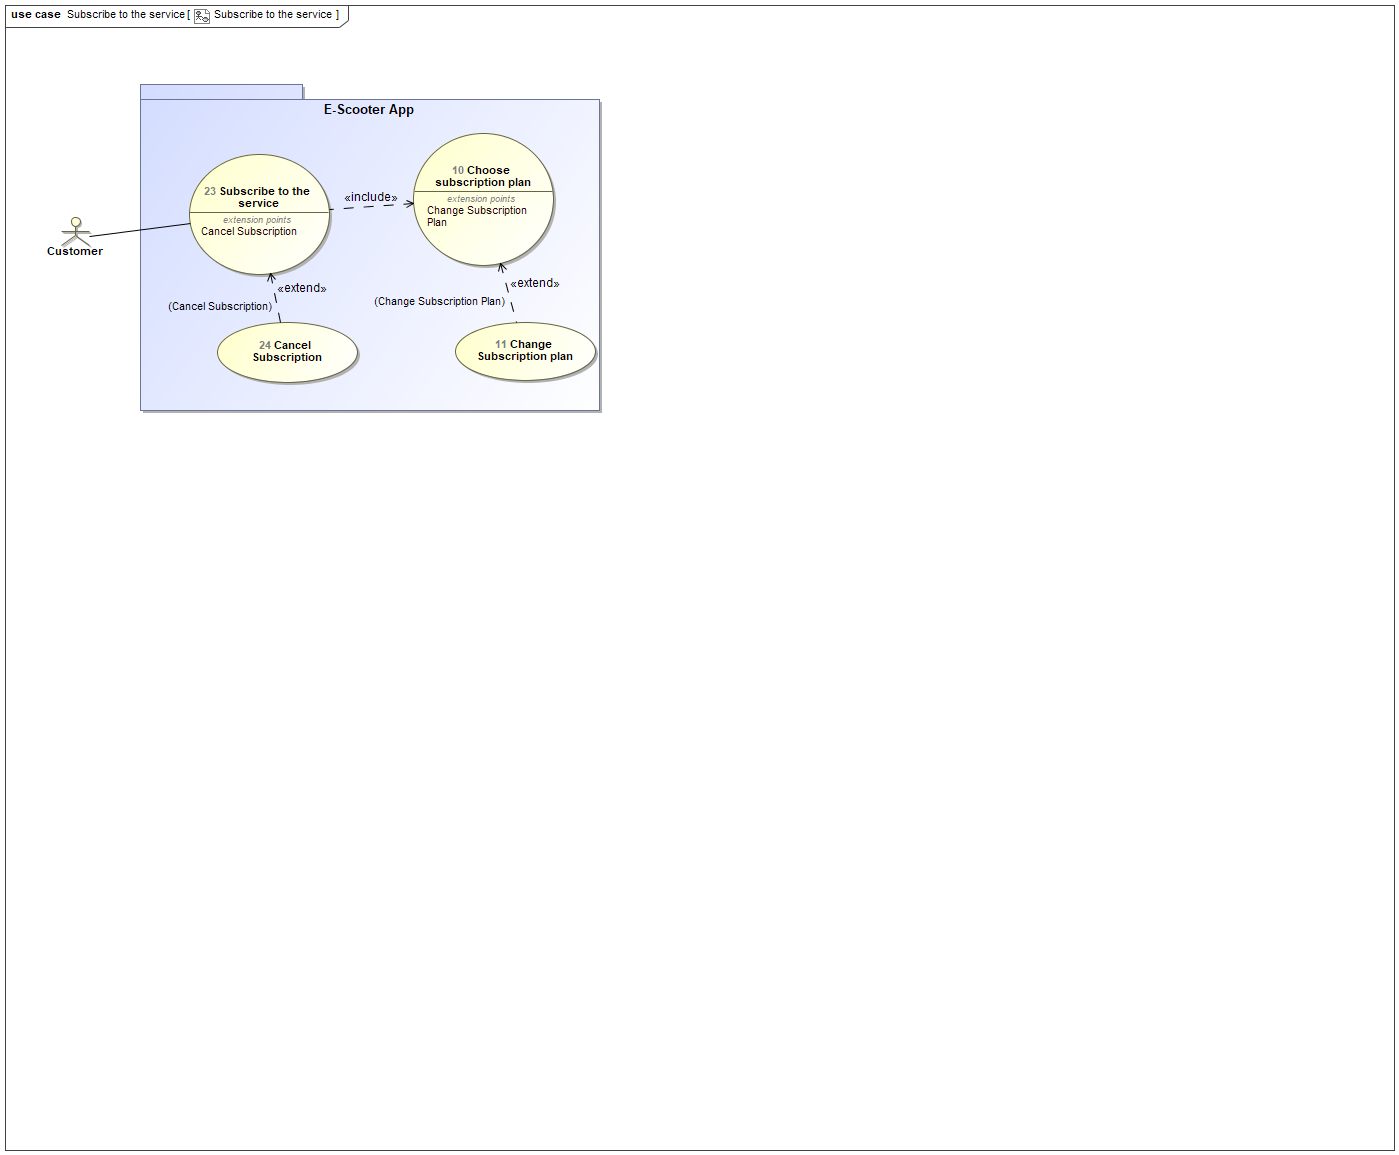 use case Subscribe to the service [ Subscribe to the service ]
E-Scooter App
23 Subscribe to the
service
extension points
Cancel Subscription
«include»
10 Choose
subscription plan
extension points
Change Subscription
Plan
Customer
«extend»
(Cancel Subscription)
«extend»
(Change Subscription Plan)
24 Cancel
Subscription
11 Change
Subscription plan